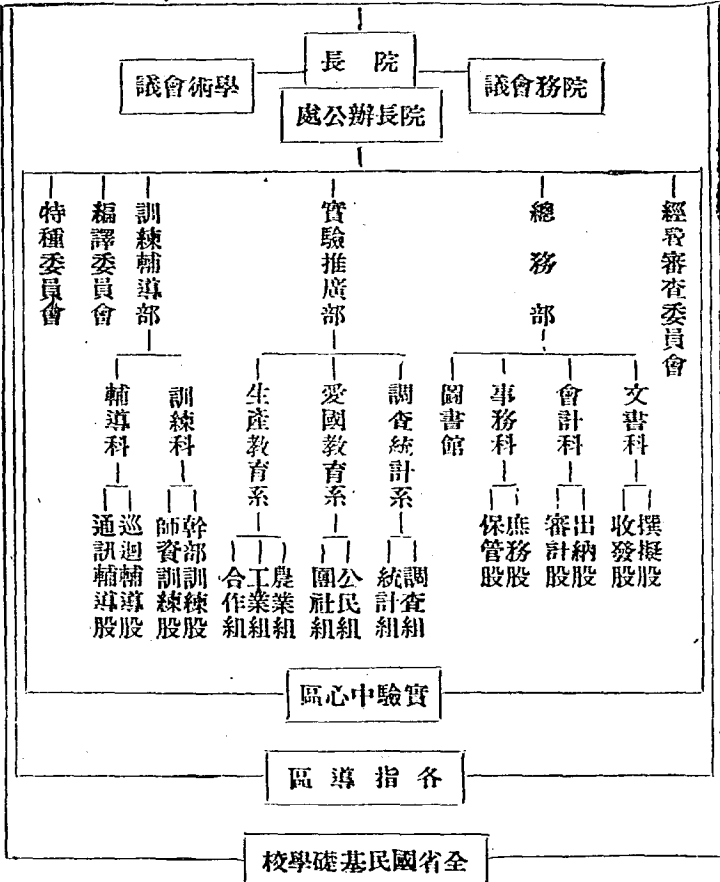 院長
院務會議
學術會議
院長辦公處
經費審查委員會
總務部
實驗推廣部
訓練輔導部
編譯委員會
特種委員會
文書科
會計科
事務科
圖書館
調查統計系
愛國教育系
生產教育系
訓練科
輔導科
撰擬股
收發股
出納股
審計股
庶務股
保管股
調查組
統計組
公民組
團社組
農業組
工業組
合作組
幹部訓練股
師資訓練股
巡迴輔導股
通訊輔導股
實驗中心區
各指導區
全省國民基礎學校